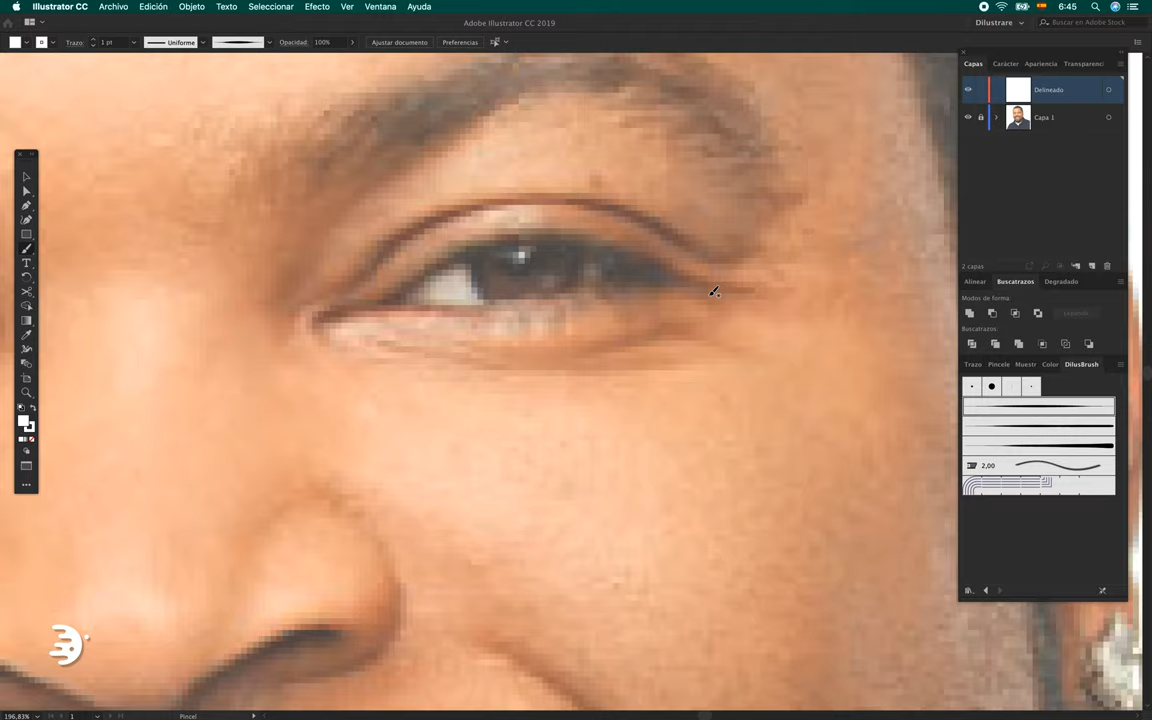 Illustrator CC Archivo Edición Objeto Texto Seleccionar Efecto Ver Ventana Ayuda 6:45
Adobe Illustrator CC 2019 Dilustrare Buscar en Adobe Stock
Trazo: 1 pt Uniforme Opacidad: 100% Ajustar documento Preferencias
Capas Carácter Apariencia Transparenc
Delineado
Capa 1
2 capas
Alinear Buscatrazos Degradado
Modos de forma:
Expandir
Buscatrazos:
Trazo Pincele Muestr Color DilusBrush
2,00
196,83% 1 Pincel